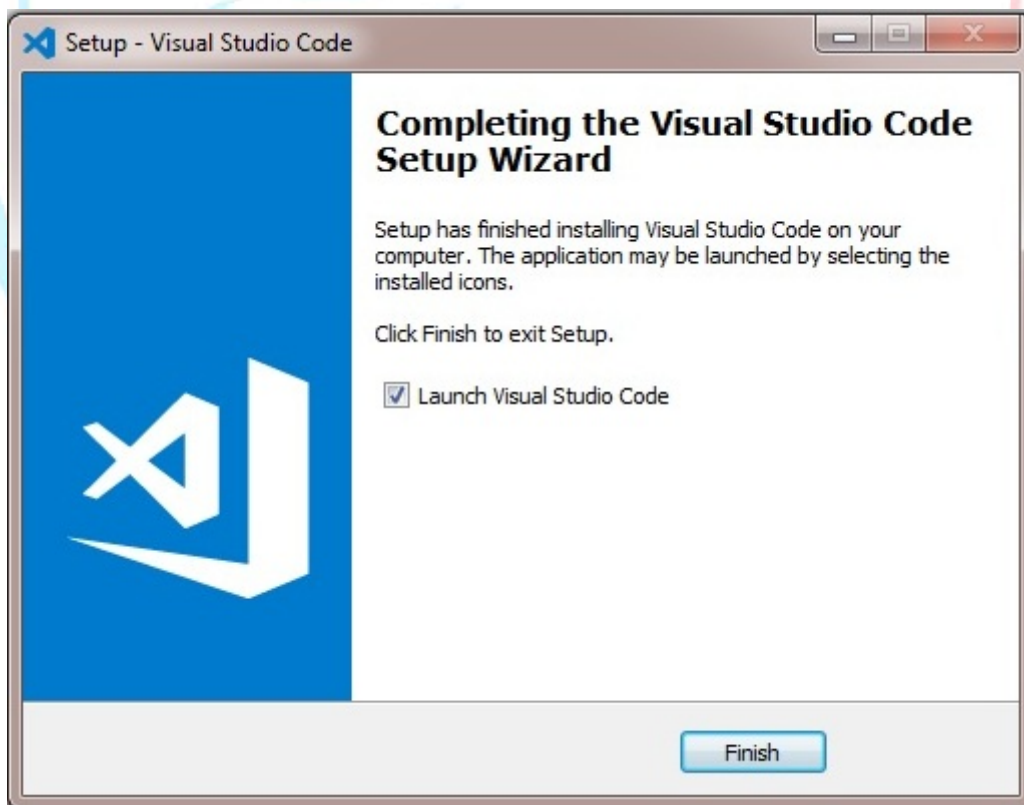 Setup - Visual Studio Code
Completing the Visual Studio Code
Setup Wizard
Setup has finished installing Visual Studio Code on your
computer. The application may be launched by selecting the
installed icons.
Click Finish to exit Setup.
Launch Visual Studio Code
Finish